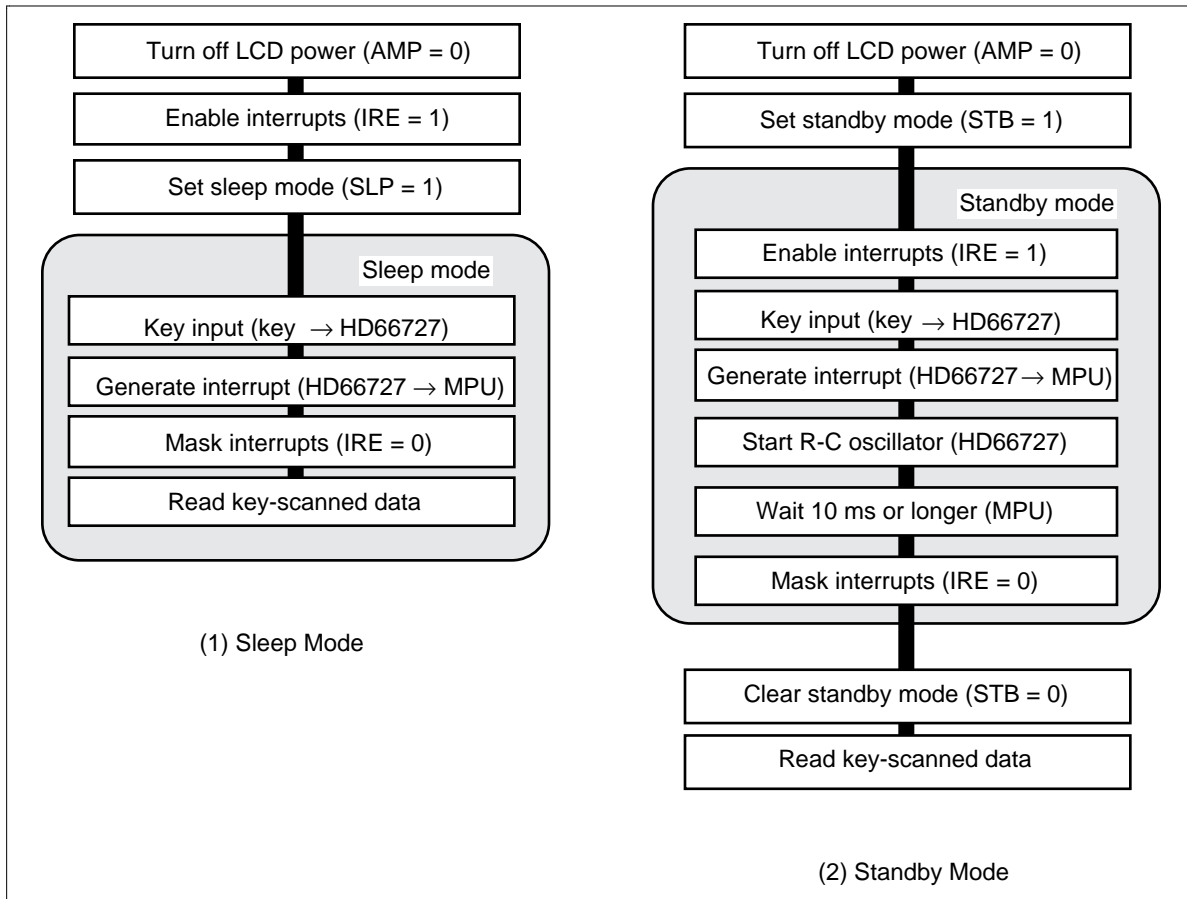 Turn off LCD power (AMP = 0)
Enable interrupts (IRE = 1)
Set sleep mode (SLP = 1)
Sleep mode
Key input (key → HD66727)
Generate interrupt (HD66727 → MPU)
Mask interrupts (IRE = 0)
Read key-scanned data
(1) Sleep Mode
Turn off LCD power (AMP = 0)
Set standby mode (STB = 1)
Standby mode
Enable interrupts (IRE = 1)
Key input (key → HD66727)
Generate interrupt (HD66727 → MPU)
Start R-C oscillator (HD66727)
Wait 10 ms or longer (MPU)
Mask interrupts (IRE = 0)
Clear standby mode (STB = 0)
Read key-scanned data
(2) Standby Mode